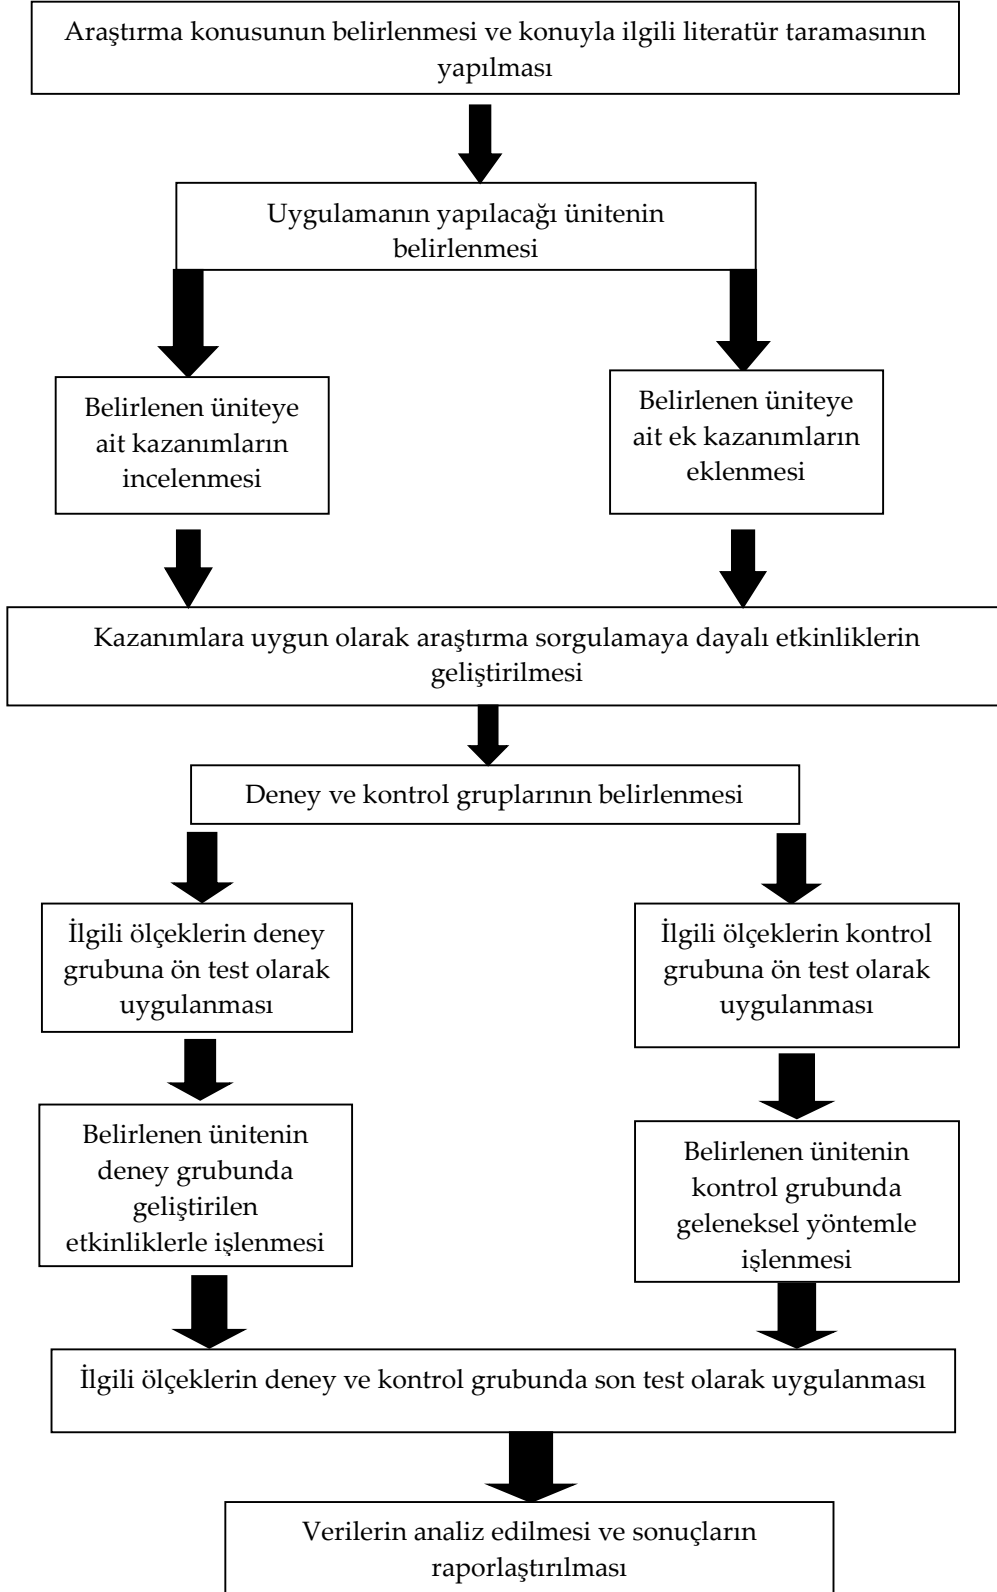 Araştırma konusunun belirlenmesi ve konuyla ilgili literatür taramasının
yapılması
Uygulamanın yapılacağı ünitenin
belirlenmesi
Belirlenen üniteye
ait kazanımların
incelenmesi
Belirlenen üniteye
ait ek kazanımların
eklenmesi
Kazanımlara uygun olarak araştırma sorgulamaya dayalı etkinliklerin
geliştirilmesi
Deney ve kontrol gruplarının belirlenmesi
İlgili ölçeklerin deney
grubuna ön test olarak
uygulanması
İlgili ölçeklerin kontrol
grubuna ön test olarak
uygulanması
Belirlenen ünitenin
deney grubunda
geliştirilen
etkinliklerle işlenmesi
Belirlenen ünitenin
kontrol grubunda
geleneksel yöntemle
işlenmesi
İlgili ölçeklerin deney ve kontrol grubunda son test olarak uygulanması
Verilerin analiz edilmesi ve sonuçların
raporlaştırılması